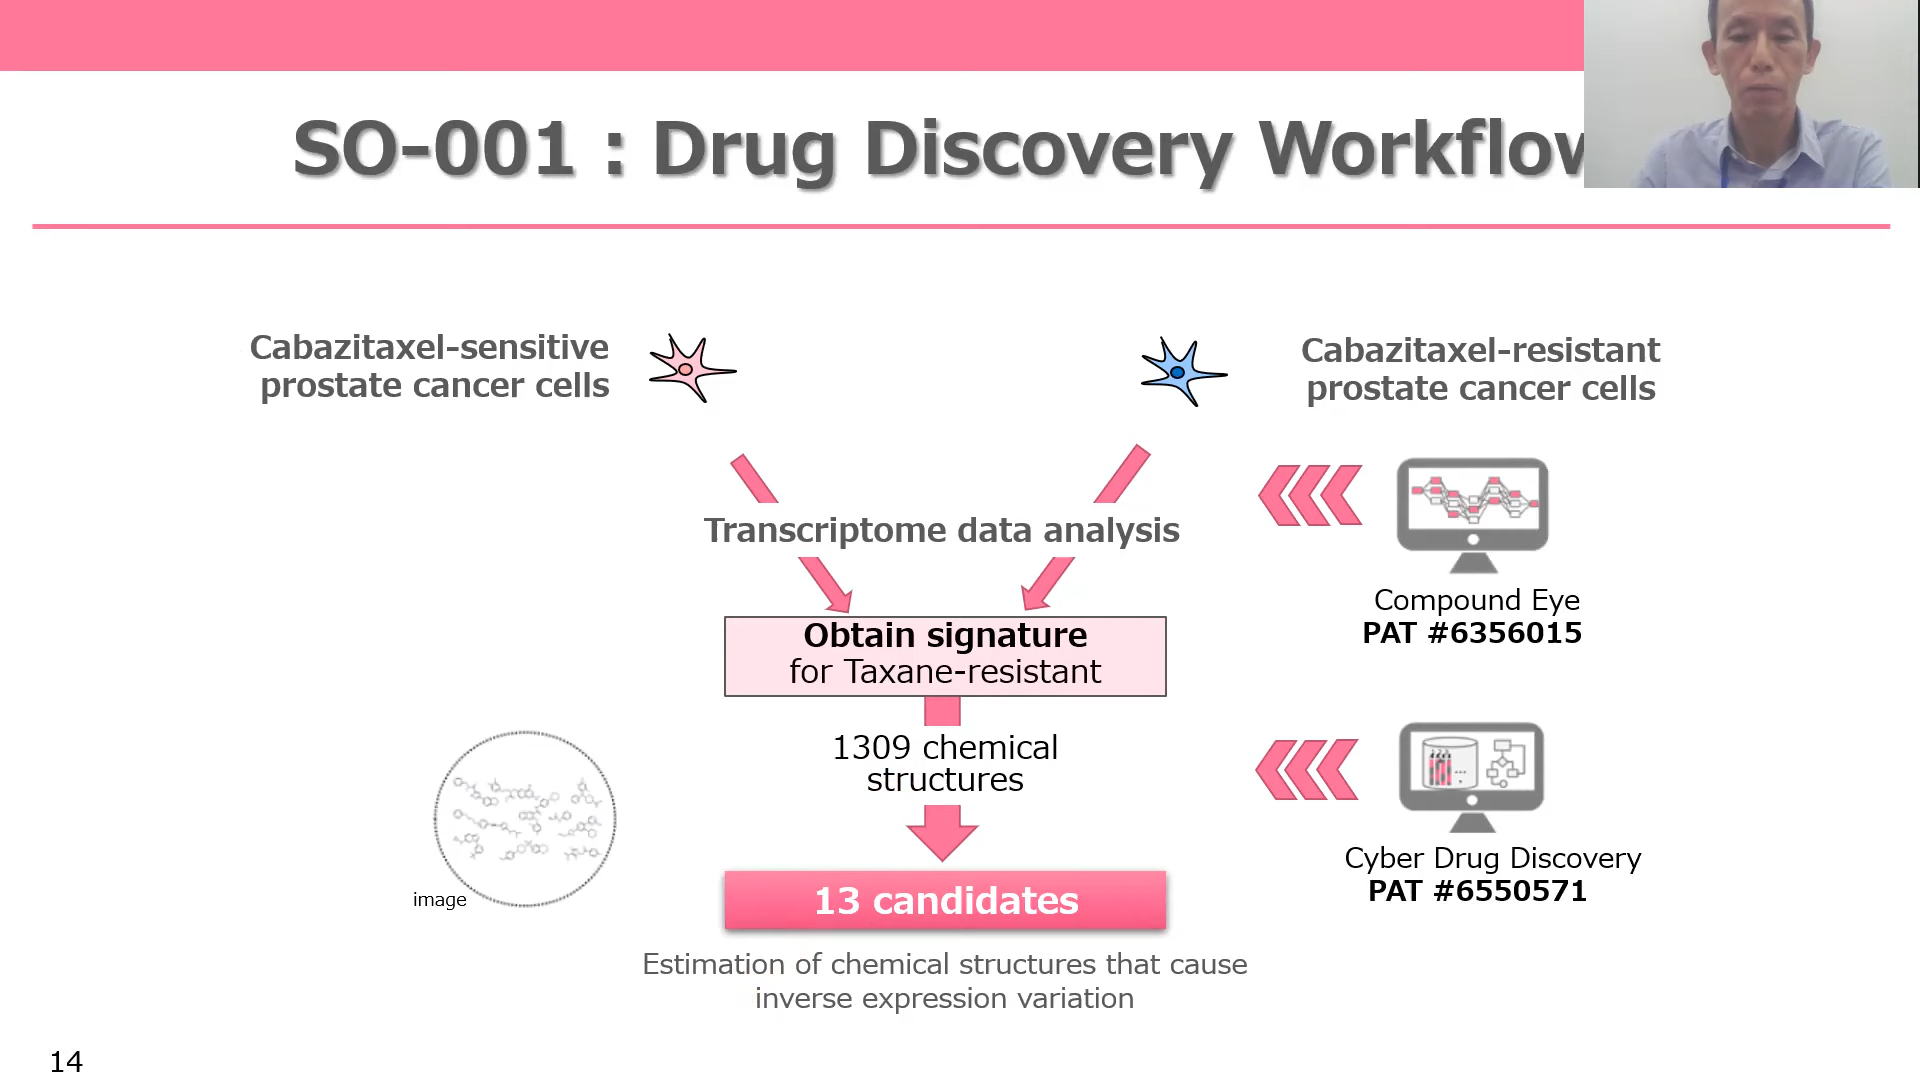 SO-001 : Drug Discovery Workflow
Cabazitaxel-sensitive
prostate cancer cells
Cabazitaxel-resistant
prostate cancer cells
Transcriptome data analysis
Compound Eye
PAT #6356015
Obtain signature
for Taxane-resistant
1309 chemical
structures
Cyber Drug Discovery
PAT #6550571
image
13 candidates
Estimation of chemical structures that cause
inverse expression variation
14